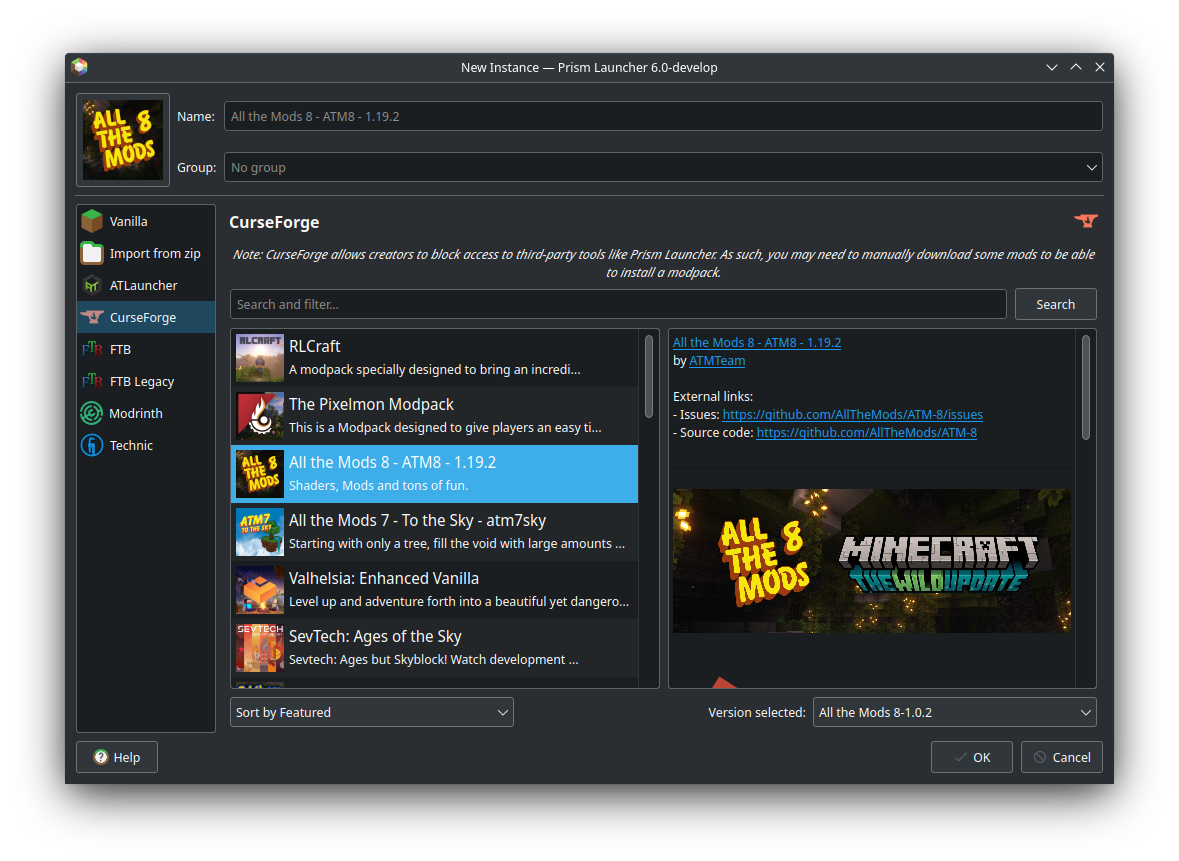 New Instance — Prism Launcher 6.0-develop
ALL THE 8 MODS
Name:
All the Mods 8 - ATM8 - 1.19.2
Group:
No group
Vanilla
Import from zip
ATLauncher
CurseForge
FTB
FTB Legacy
Modrinth
Technic
CurseForge
Note: CurseForge allows creators to block access to third-party tools like Prism Launcher. As such, you may need to manually download some mods to be able
to install a modpack.
Search and filter...
Search
RLCRAFT
RLCraft
A modpack specially designed to bring an incredi...
The Pixelmon Modpack
This is a Modpack designed to give players an easy ti...
ALL THE 8 MODS
All the Mods 8 - ATM8 - 1.19.2
Shaders, Mods and tons of fun.
ATM7
TO THE SKY
All the Mods 7 - To the Sky - atm7sky
Starting with only a tree, fill the void with large amounts ...
Valhelsia: Enhanced Vanilla
Level up and adventure forth into a beautiful yet dangero...
SEVTECH
SevTech: Ages of the Sky
Sevtech: Ages but Skyblock! Watch development ...
All the Mods 8 - ATM8 - 1.19.2
by ATMTeam
External links:
- Issues: https://github.com/AllTheMods/ATM-8/issues
- Source code: https://github.com/AllTheMods/ATM-8
ALL 8
THE
MODS
MINECRAFT
THE WILD UPDATE
Sort by Featured
Version selected:
All the Mods 8-1.0.2
Help
OK
Cancel